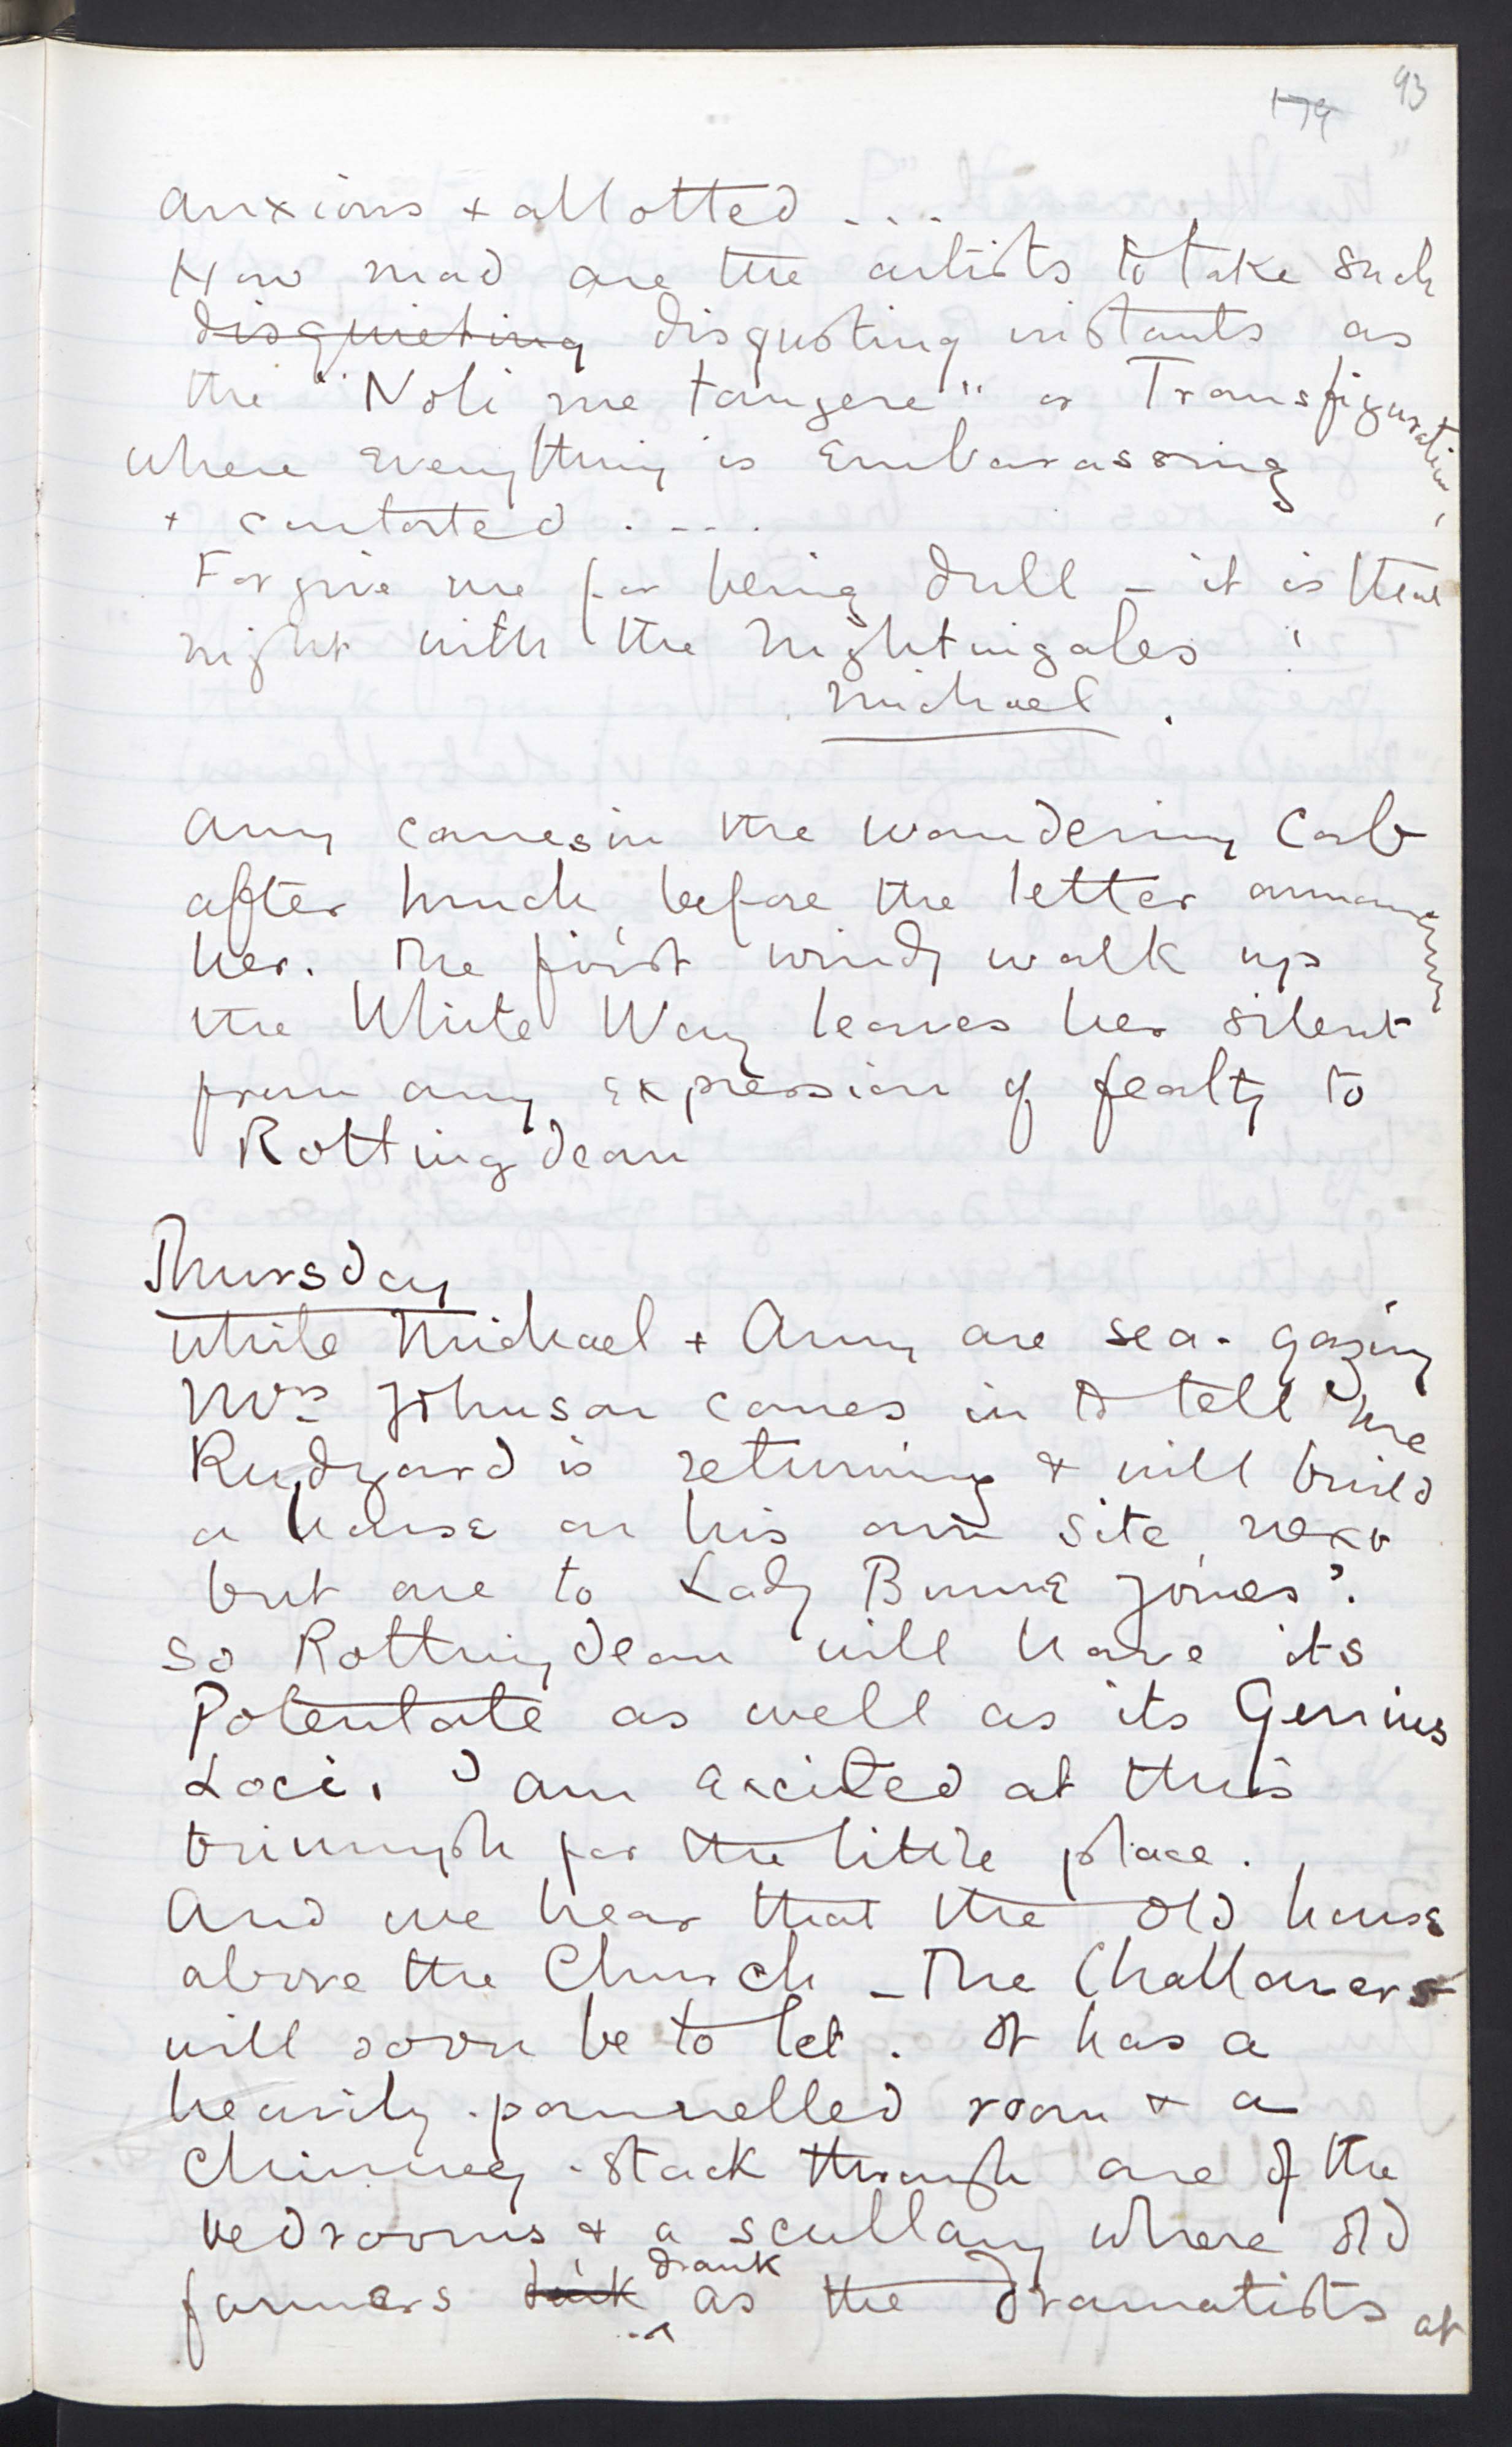 93
179
anxious + allotted ....
How mad are the artists to take such
disquieting disgusting instants as
the "Noli me tangere" or Transfiguration,
where everything is embarassing
+ contorted ....
Forgive me for being dull – it is the
night with the nightingales!
Michael.
Amy comes in the wandering Cab
after lunch before the letter announcing
her. The first windy walk up
the White Way leaves her silent
from any expression of fealty to
Rottingdean
Thursday
While Michael + Amy are sea-gazing
Mrs Johnson comes in to tell me
Rudyard is returning + will build
a house on his own site, next
but one to Lady Burne Jones'.
So Rottingdean will have its
Potentate as well as its Genius
Loci. I am excited at this
triumph for the little place.
And we hear that the old house
above the Church – The Challoners
will soon be to let. It has a
heavily-pannelled room + a
Chimney-stack through one of the
bedrooms + a scullary where old
farmers drink drank as the dramatists at